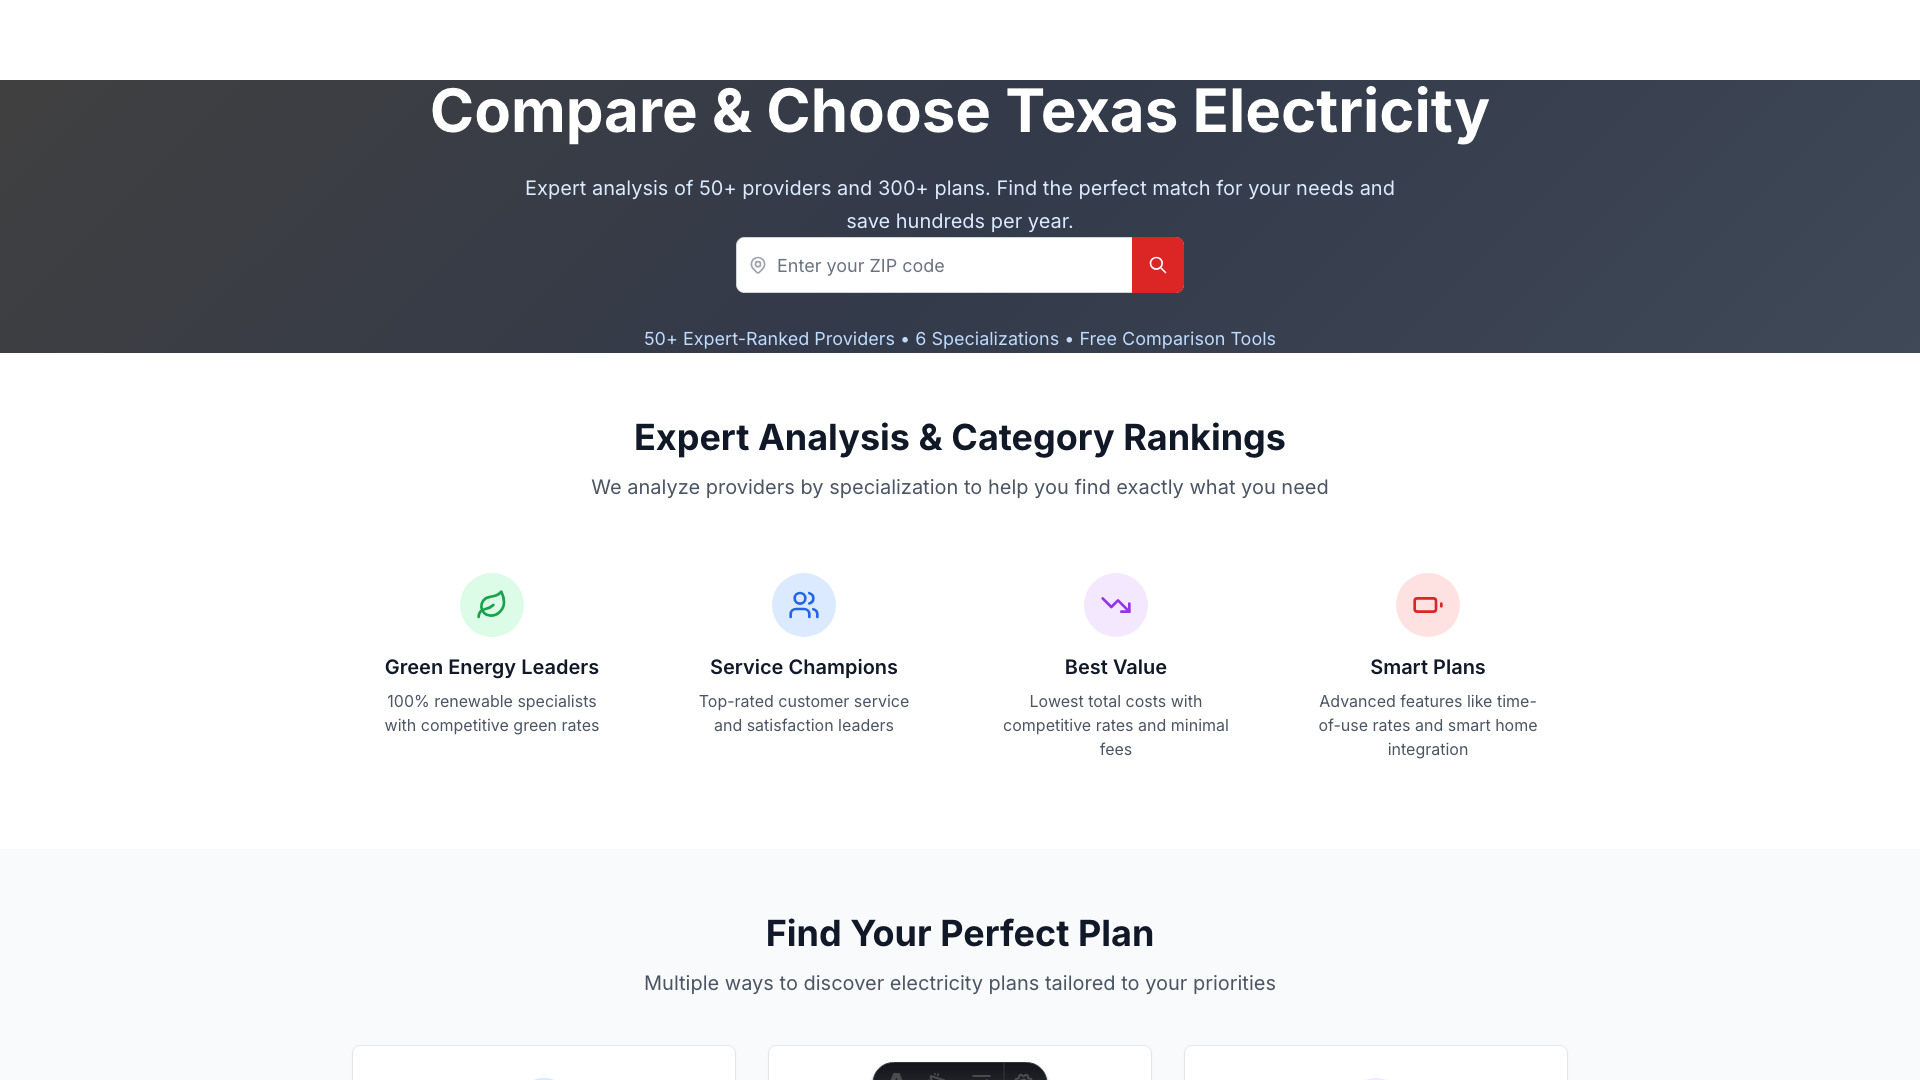 Compare & Choose Texas Electricity
Expert analysis of 50+ providers and 300+ plans. Find the perfect match for your needs and
save hundreds per year.
Enter your ZIP code
50+ Expert-Ranked Providers • 6 Specializations • Free Comparison Tools
Expert Analysis & Category Rankings
We analyze providers by specialization to help you find exactly what you need
Green Energy Leaders
100% renewable specialists
with competitive green rates
Service Champions
Top-rated customer service
and satisfaction leaders
Best Value
Lowest total costs with
competitive rates and minimal
fees
Smart Plans
Advanced features like time-
of-use rates and smart home
integration
Find Your Perfect Plan
Multiple ways to discover electricity plans tailored to your priorities